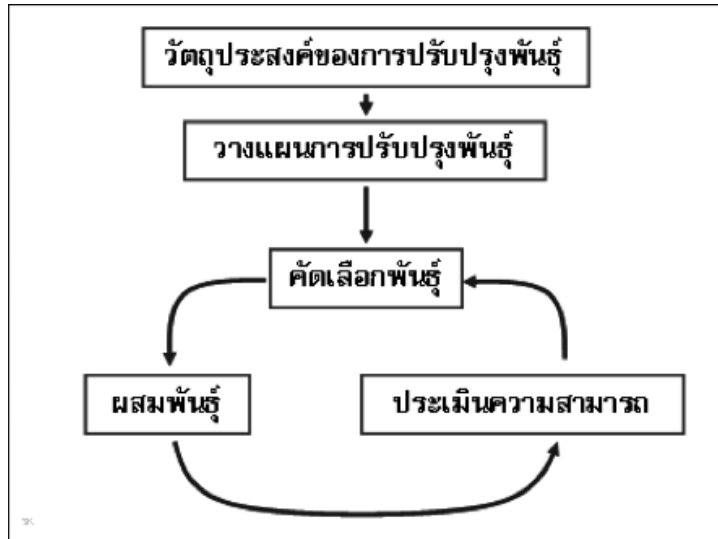 วัตถุประสงค์ของการปรับปรุงพันธุ์
วางแผนการปรับปรุงพันธุ์
คัดเลือกพันธุ์
ผสมพันธุ์
ประเมินความสามารถ